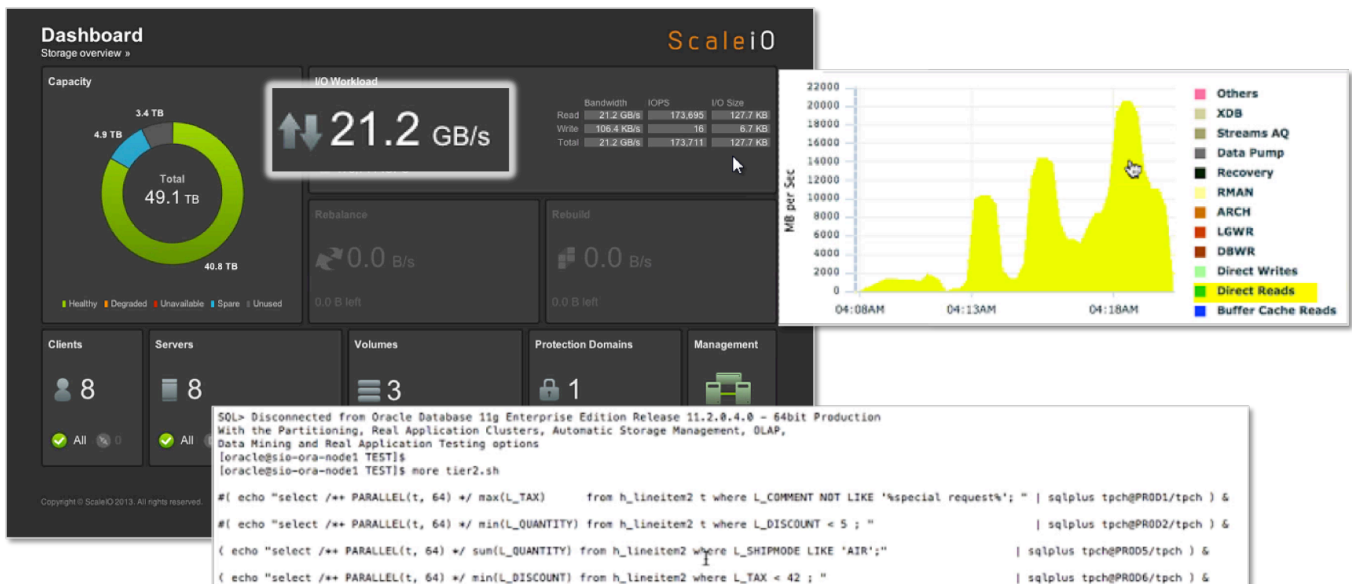 Dashboard
Storage overview »
ScaleiO
Capacity
3.4 TB
4.9 TB
Total
49.1 TB
40.8 TB
Healthy Degraded Unavailable Spare Unused
I/O Workload
21.2 GB/s
Bandwidth IOPS I/O Size
Read 21.2 GB/s 173,695 127.7 KB
Write 106.4 KB/s 16 6.7 KB
Total 21.2 GB/s 173,711 127.7 KB
Rebalance
0.0 B/s
0.0 B left
Rebuild
0.0 B/s
0.0 B left
Clients
8
All 0
Servers
8
All
Volumes
3
Protection Domains
1
Management
Copyright © ScaleIO 2013. All rights reserved.
MB per Sec
22000
20000
18000
16000
14000
12000
10000
8000
6000
4000
2000
0
04:08AM 04:13AM 04:18AM
Others
XDB
Streams AQ
Data Pump
Recovery
RMAN
ARCH
LGWR
DBWR
Direct Writes
Direct Reads
Buffer Cache Reads
SQL> Disconnected from Oracle Database 11g Enterprise Edition Release 11.2.0.4.0 - 64bit Production
With the Partitioning, Real Application Clusters, Automatic Storage Management, OLAP,
Data Mining and Real Application Testing options
[oracle@sio-ora-node1 TEST]$
[oracle@sio-ora-node1 TEST]$ more tier2.sh
#( echo "select /*+ PARALLEL(t, 64) */ max(L_TAX) from h_lineitem2 t where L_COMMENT NOT LIKE '%special request%'; " | sqlplus tpch@PROD1/tpch ) &
#( echo "select /*+ PARALLEL(t, 64) */ min(L_QUANTITY) from h_lineitem2 t where L_DISCOUNT < 5 ; " | sqlplus tpch@PROD2/tpch ) &
( echo "select /*+ PARALLEL(t, 64) */ sum(L_QUANTITY) from h_lineitem2 where L_SHIPMODE LIKE 'AIR';" | sqlplus tpch@PROD5/tpch ) &
( echo "select /*+ PARALLEL(t, 64) */ min(L_DISCOUNT) from h_lineitem2 where L_TAX < 42 ; " | sqlplus tpch@PROD6/tpch ) &